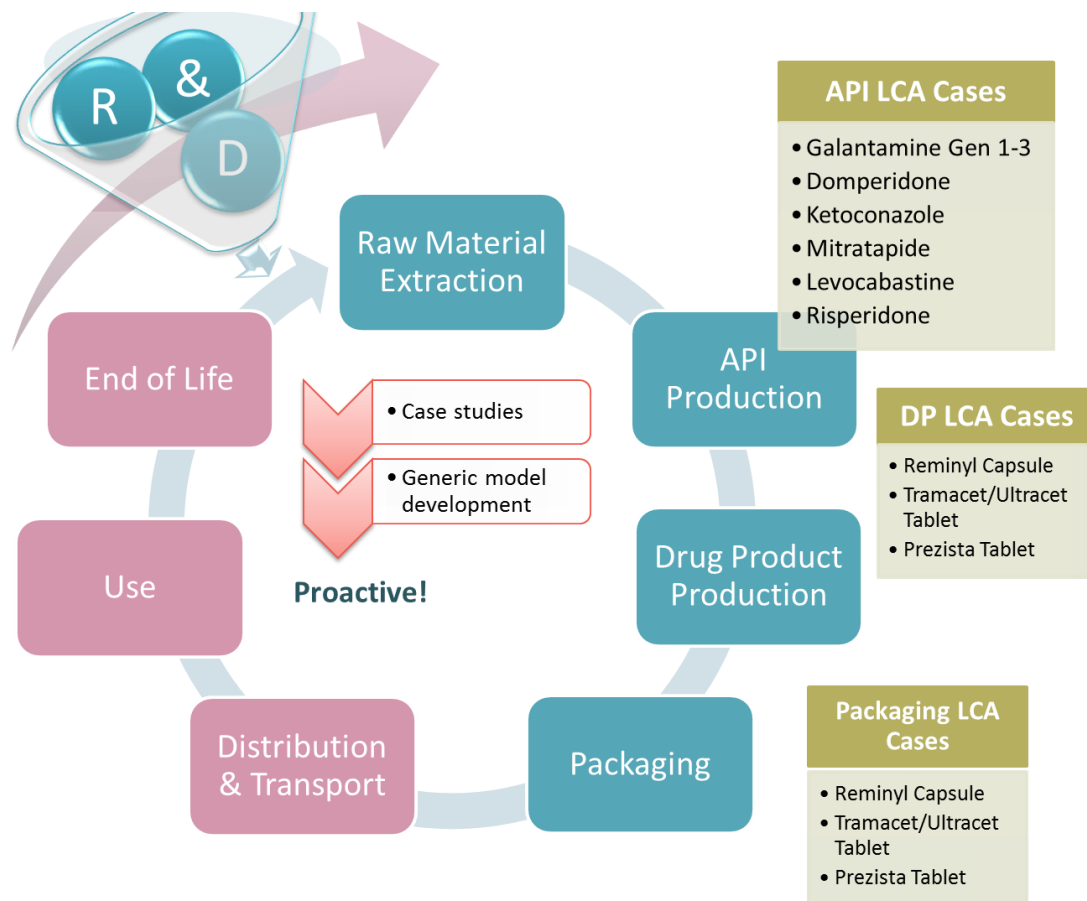 R
&
D
Raw Material
Extraction
API
Production
Drug Product
Production
Packaging
Distribution
& Transport
Use
End of Life
• Case studies
• Generic model
development
Proactive!
API LCA Cases
• Galantamine Gen 1-3
• Domperidone
• Ketoconazole
• Mitratapide
• Levocabastine
• Risperidone
DP LCA Cases
• Reminyl Capsule
• Tramacet/Ultracet
Tablet
• Prezista Tablet
Packaging LCA
Cases
• Reminyl Capsule
• Tramacet/Ultracet
Tablet
• Prezista Tablet